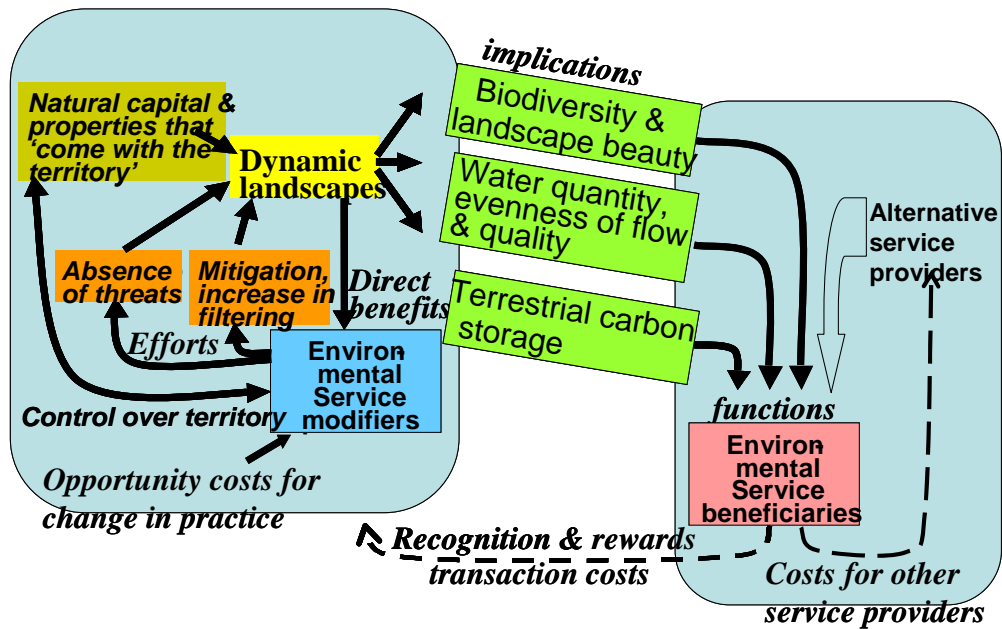 implications
Natural capital &
properties that
‘come with the
territory’
Dynamic
landscapes
Biodiversity &
landscape beauty
Water quantity,
evenness of flow
& quality
Terrestrial carbon
storage
Absence
of threats
Mitigation,
increase in
filtering
Direct
benefits
Efforts
Environ-
mental
Service
modifiers
Control over territory
Opportunity costs for
change in practice
Alternative
service
providers
functions
Environ-
mental
Service
beneficiaries
Recognition & rewards
transaction costs
Costs for other
service providers